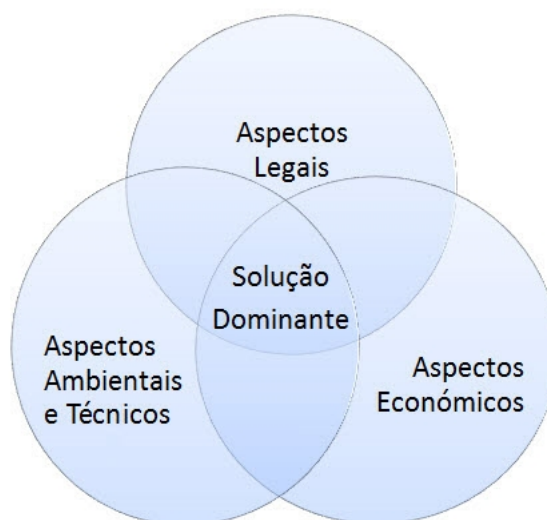 Aspectos
Legais
Solução
Dominante
Aspectos
Ambientais
e Técnicos
Aspectos
Económicos